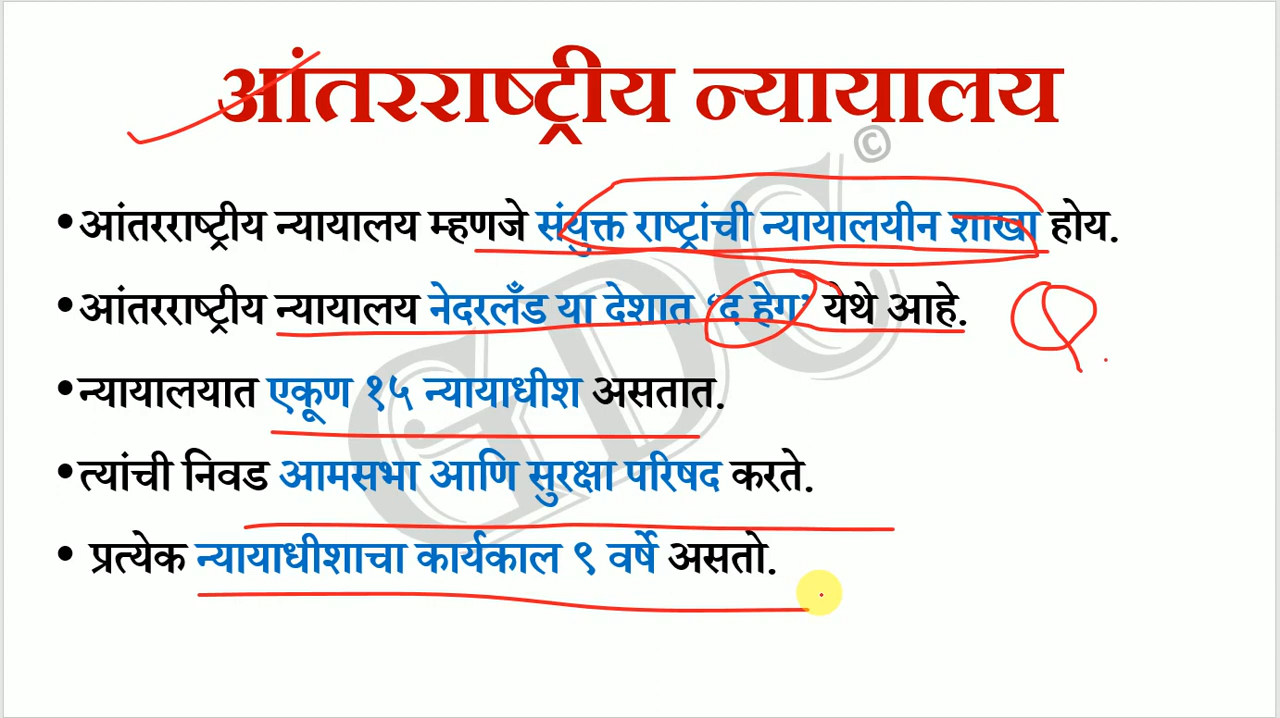 आंतरराष्ट्रीय न्यायालय
©
GDC
•आंतरराष्ट्रीय न्यायालय म्हणजे संयुक्त राष्ट्रांची न्यायालयीन शाखा होय.
•आंतरराष्ट्रीय न्यायालय नेदरलँड या देशात ‘द हेग’ येथे आहे.
•न्यायालयात एकूण १५ न्यायाधीश असतात.
•त्यांची निवड आमसभा आणि सुरक्षा परिषद करते.
• प्रत्येक न्यायाधीशाचा कार्यकाल ९ वर्षे असतो.